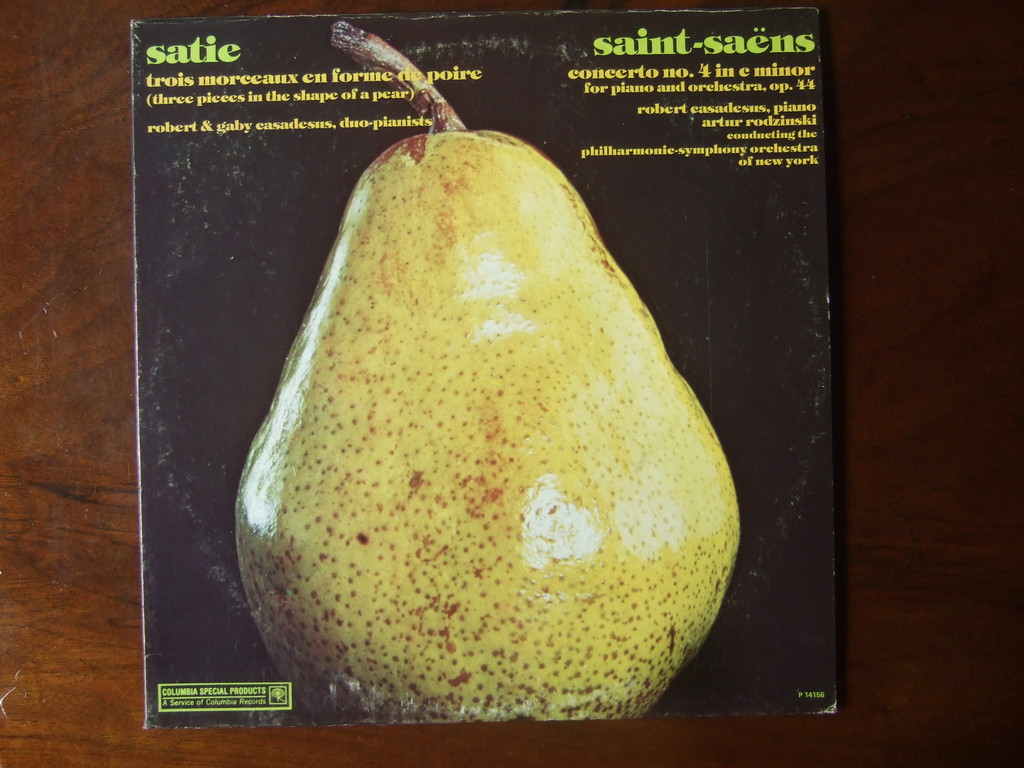 satie
trois morceaux en forme de poire
(three pieces in the shape of a pear)
robert & gaby casadesus, duo-pianists
saint-saëns
concerto no. 4 in c minor
for piano and orchestra, op. 44
robert casadesus, piano
artur rodzinski
conducting the
philharmonic-symphony orchestra
of new york
COLUMBIA SPECIAL PRODUCTS
A Service of Columbia Records
P 14156